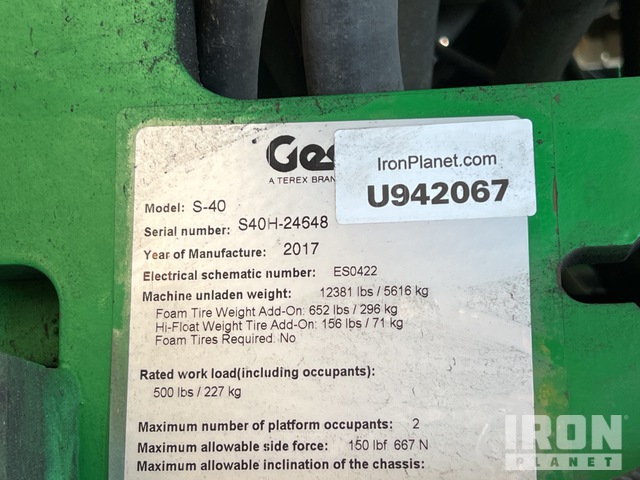 Ge
A TEREX BRAN
IronPlanet.com
U942067
Model: S-40
Serial number: S40H-24648
Year of Manufacture: 2017
Electrical schematic number: ES0422
Machine unladen weight: 12381 lbs / 5616 kg
Foam Tire Weight Add-On: 652 lbs / 296 kg
Hi-Float Weight Tire Add-On: 156 lbs / 71 kg
Foam Tires Required: No
Rated work load(including occupants):
500 lbs / 227 kg
Maximum number of platform occupants: 2
Maximum allowable side force: 150 lbf 667 N
Maximum allowable inclination of the chassis:
IRON
PLANET